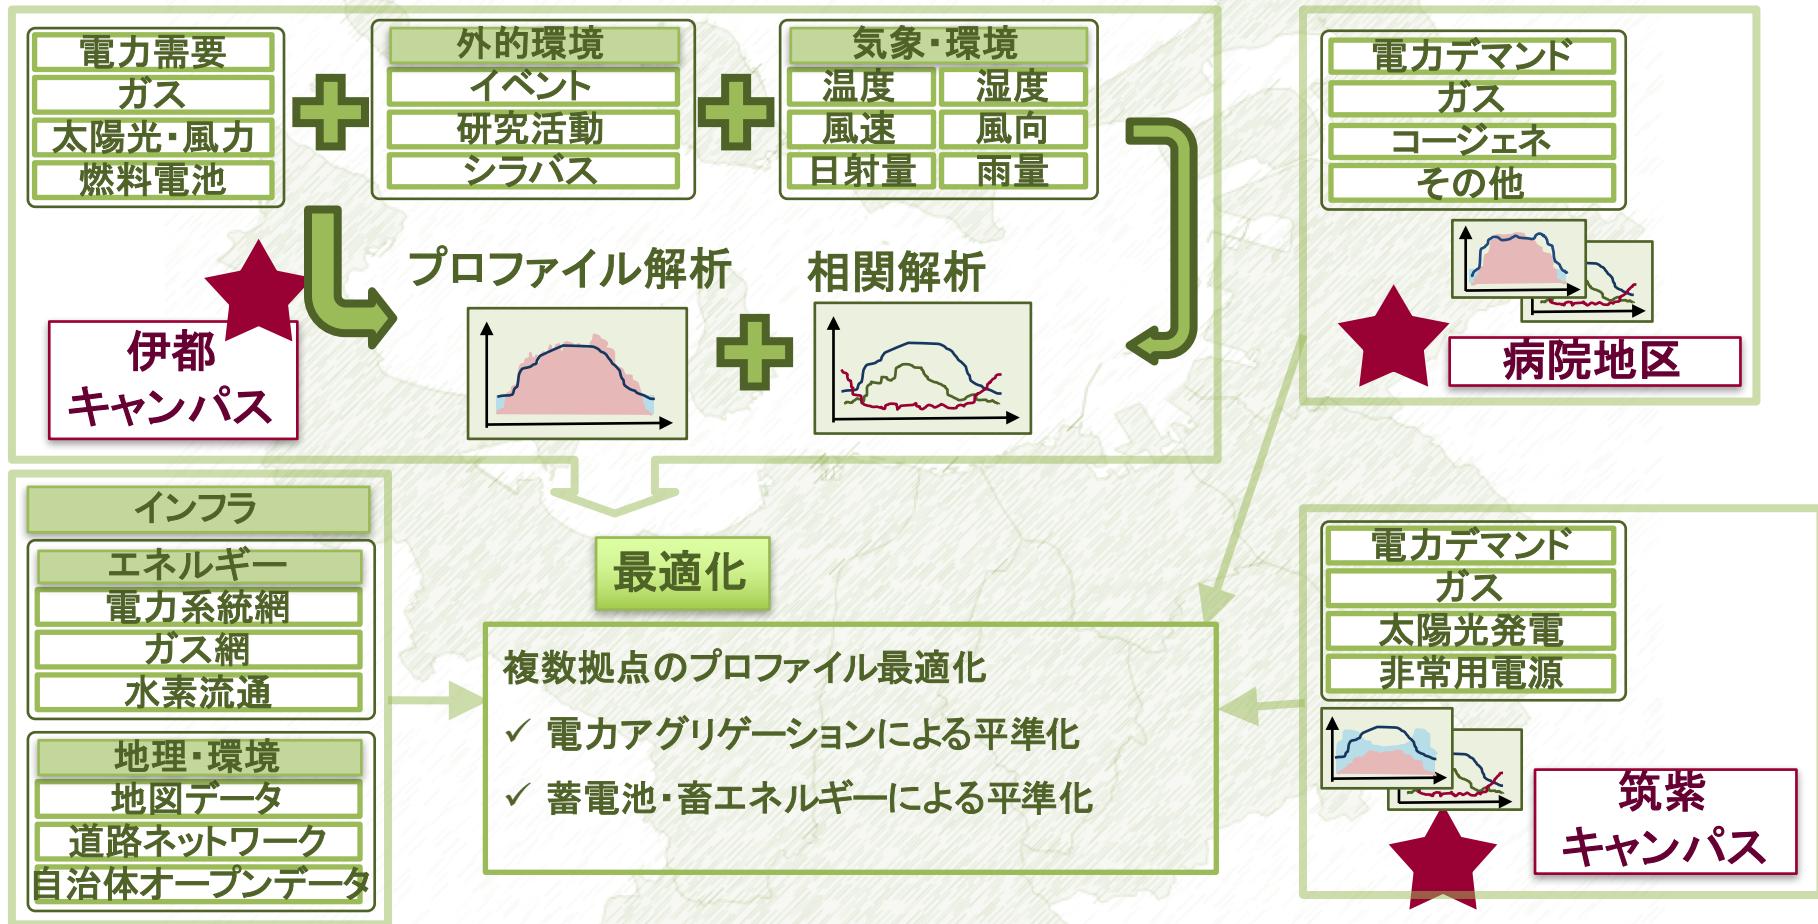 電力需要
ガス
太陽光・風力
燃料電池
外的環境
イベント
研究活動
シラバス
気象・環境
温度
湿度
風速
風向
日射量
雨量
プロファイル解析
相関解析
伊都
キャンパス
電力デマンド
ガス
コージェネ
その他
病院地区
インフラ
エネルギー
電力系統網
ガス網
水素流通
地理・環境
地図データ
道路ネットワーク
自治体オープンデータ
最適化
複数拠点のプロファイル最適化
✓ 電力アグリゲーションによる平準化
✓ 蓄電池・畜エネルギーによる平準化
電力デマンド
ガス
太陽光発電
非常用電源
筑紫
キャンパス